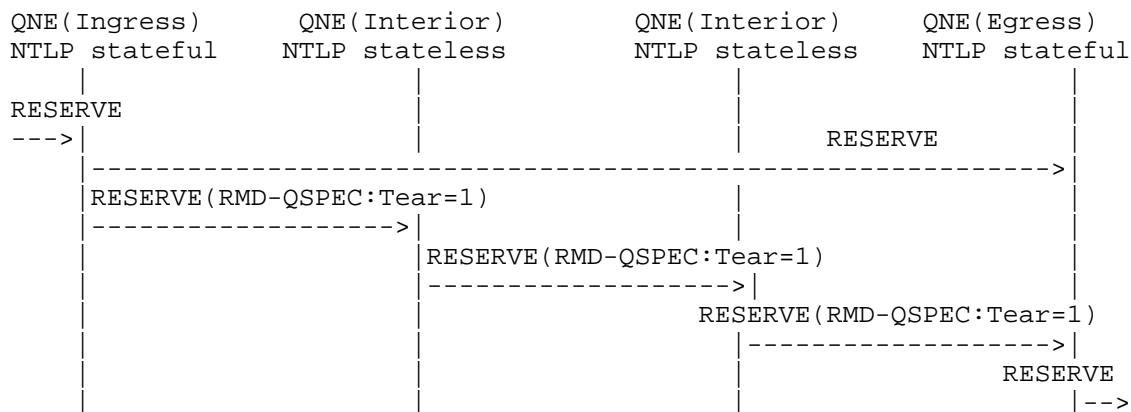 QNE(Ingress) QNE(Interior) QNE(Interior) QNE(Egress)
NTLP stateful NTLP stateless NTLP stateless NTLP stateful
RESERVE
RESERVE
RESERVE(RMD-QSPEC:Tear=1)
RESERVE(RMD-QSPEC:Tear=1)
RESERVE(RMD-QSPEC:Tear=1)
RESERVE